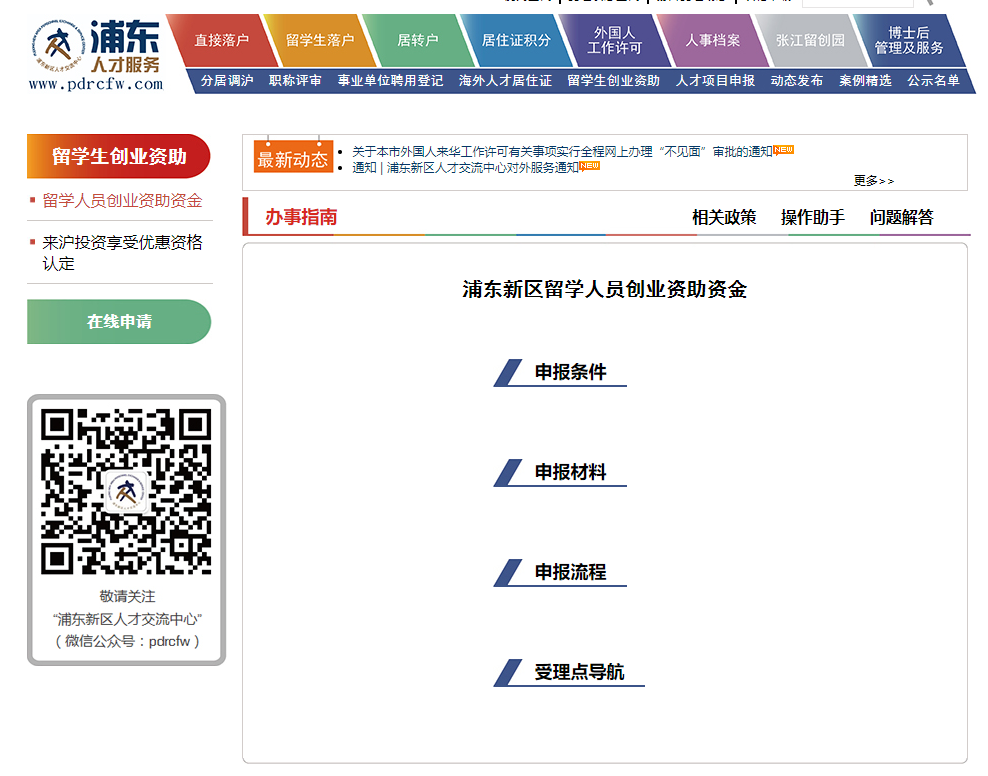 浦东
人才服务
www.pdrcfw.com
直接落户
留学生落户
居转户
居住证积分
外国人
工作许可
人事档案
张江留创园
博士后
管理及服务
分居调沪 职称评审 事业单位聘用登记 海外人才居住证 留学生创业资助 人才项目申报 动态发布 案例精选 公示名单
留学生创业资助
留学人员创业资助资金
来沪投资享受优惠资格
认定
在线申请
敬请关注
“浦东新区人才交流中心”
（微信公众号：pdrcfw）
最新动态
关于本市外国人来华工作许可有关事项实行全程网上办理“不见面”审批的通知NEW
通知 | 浦东新区人才交流中心对外服务通知NEW
更多>>
办事指南
相关政策 操作助手 问题解答
浦东新区留学人员创业资助资金
申报条件
申报材料
申报流程
受理点导航